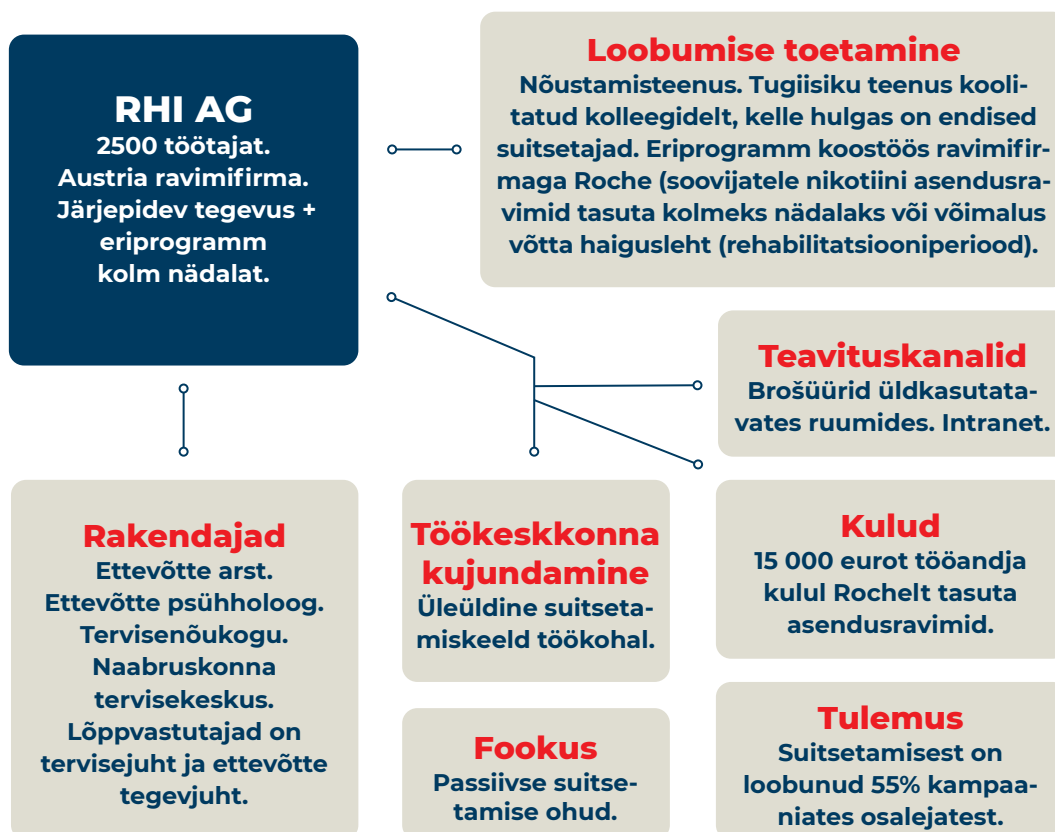 RHI AG
2500 töötajat.
Austria ravimifirma.
Järjepidev tegevus +
eriprogramm
kolm nädalat.
Loobumise toetamine
Nõustamisteenus. Tugiisiku teenus kooli-
tatud kolleegidelt, kelle hulgas on endised
suitsetajad. Eriprogramm koostöös ravimifir-
maga Roche (soovijatele nikotiini asendusra-
vimid tasuta kolmeks nädalaks või võimalus
võtta haigusleht (rehabilitatsiooniperiood).
Teavituskanalid
Brošüürid üldkasutata-
vates ruumides. Intranet.
Rakendajad
Ettevõtte arst.
Ettevõtte psühholoog.
Tervisenõukogu.
Naabruskonna
tervisekeskus.
Lõppvastutajad on
tervisejuht ja ettevõtte
tegevjuht.
Töökeskkonna
kujundamine
Üleüldine suitseta-
miskeeld töökohal.
Kulud
15 000 eurot tööandja
kulul Rochelt tasuta
asendusravimid.
Fookus
Passiivse suitse-
tamise ohud.
Tulemus
Suitsetamisest on
loobunud 55% kampaa-
niates osalejatest.